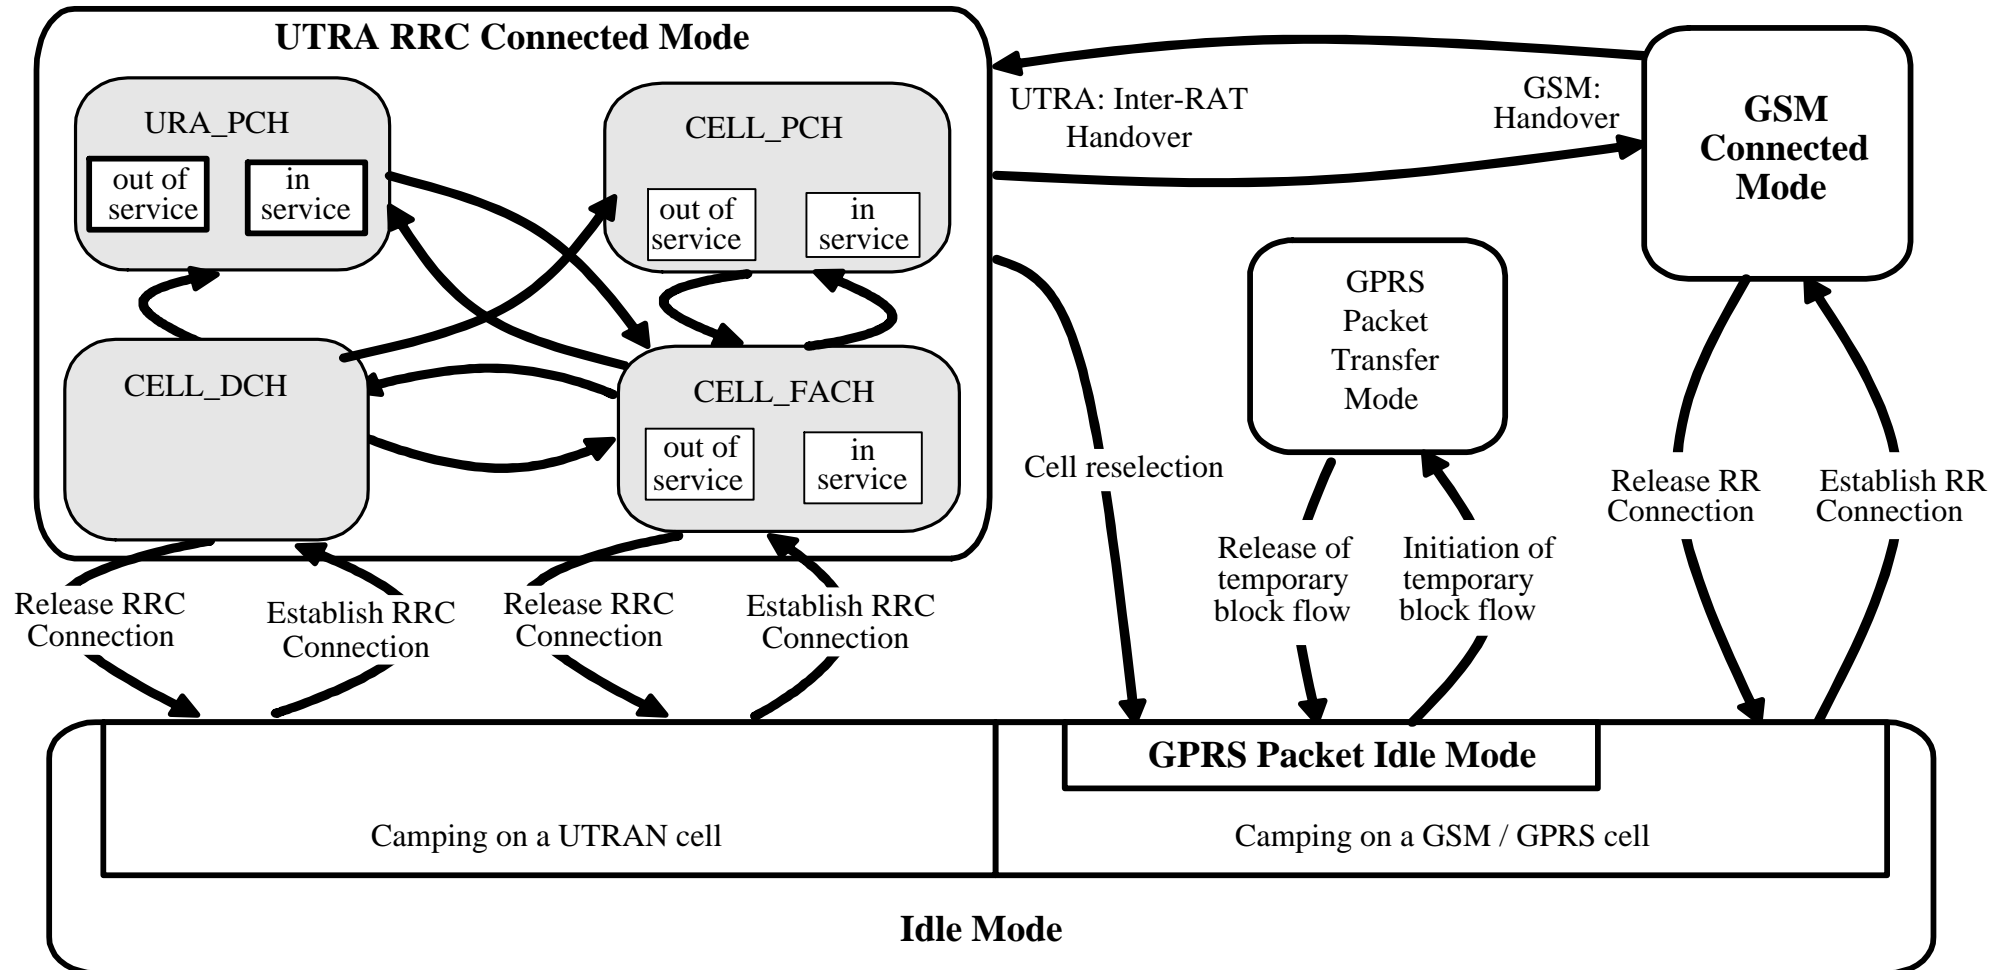 UTRA RRC Connected Mode
URA_PCH
out of
service
in
service
CELL_PCH
out of
service
in
service
CELL_DCH
CELL_FACH
out of
service
in
service
UTRA: Inter-RAT
Handover
GSM:
Handover
GSM
Connected
Mode
GPRS
Packet
Transfer
Mode
Cell reselection
Release RR
Connection
Establish RR
Connection
Release of
temporary
block flow
Initiation of
temporary
block flow
Release RRC
Connection
Establish RRC
Connection
Release RRC
Connection
Establish RRC
Connection
GPRS Packet Idle Mode
Camping on a UTRAN cell
Camping on a GSM / GPRS cell
Idle Mode